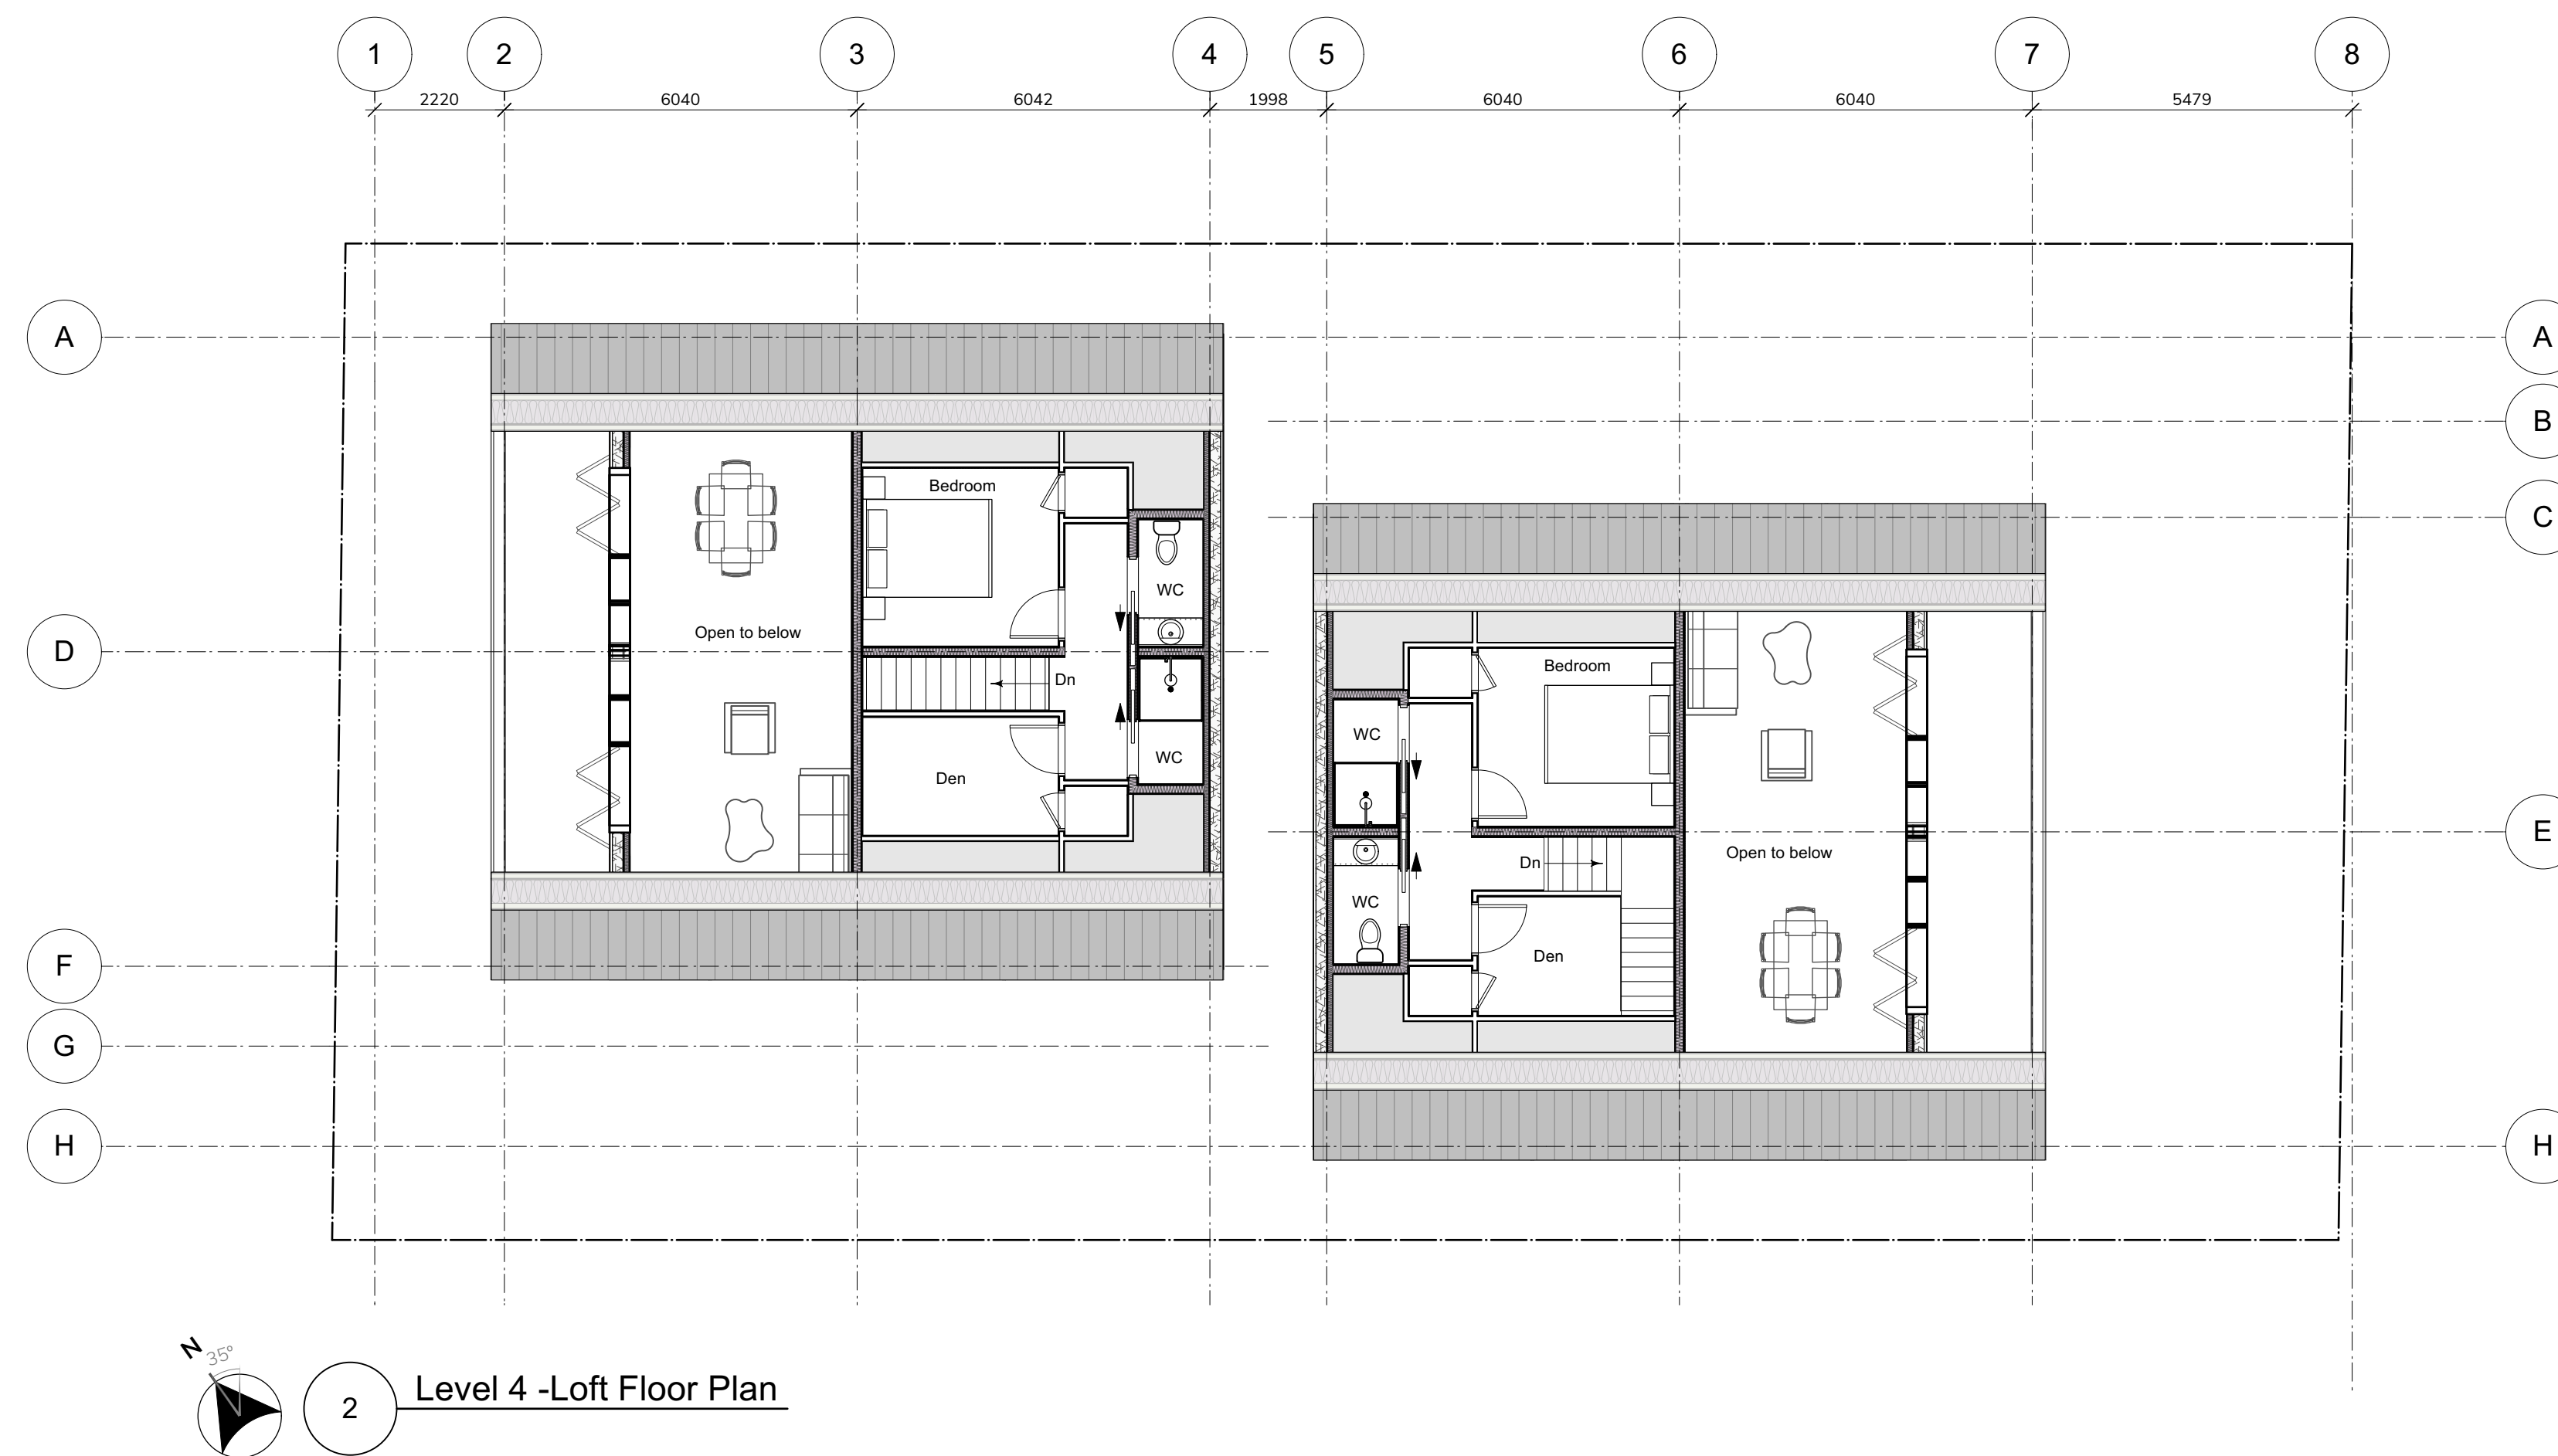 1 2 3 4 5 6 7 8
2220 6040 6042 1998 6040 6040 5479
A A
B
C
Bedroom
WC
Open to below
D
Bedroom
Dn
WC
WC
Den
E
Open to below
Dn
WC
F
Den
G
H H
N 35°
2 Level 4 -Loft Floor Plan